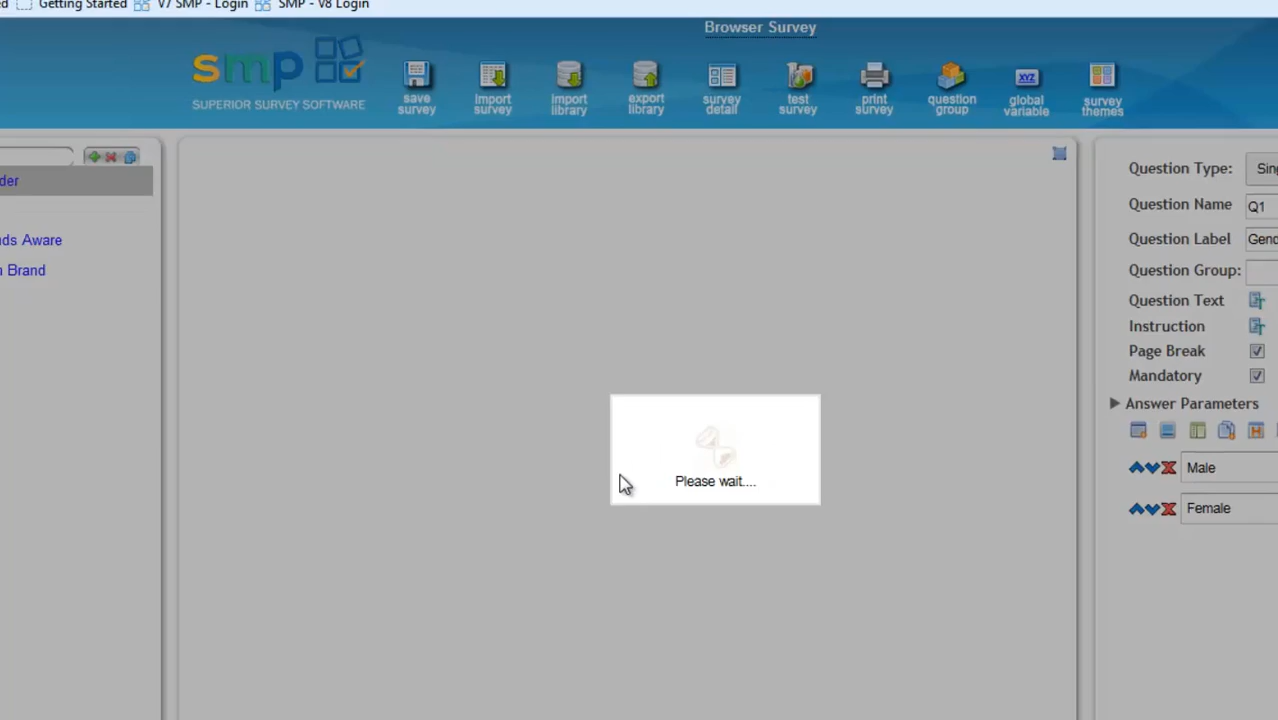 Getting Started V7 SMP - Login SMP - V8 Login
Browser Survey
smp
SUPERIOR SURVEY SOFTWARE
save survey
import survey
import library
export library
survey detail
test survey
print survey
question group
XYZ
global variable
survey themes
Brand
Aware
Question Type:
Question Name Q1
Question Label
Question Group:
Question Text
Instruction
Page Break
Mandatory
Answer Parameters
H
Male
Female
Please wait....